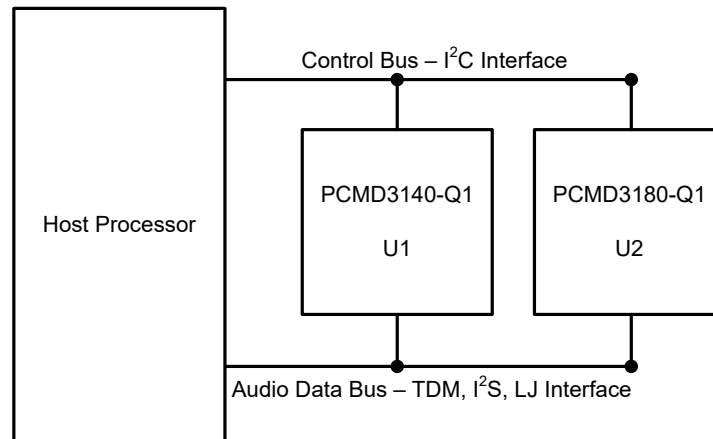 Control Bus – I²C Interface
PCMD3140-Q1
U1
PCMD3180-Q1
U2
Host Processor
Audio Data Bus – TDM, I²S, LJ Interface